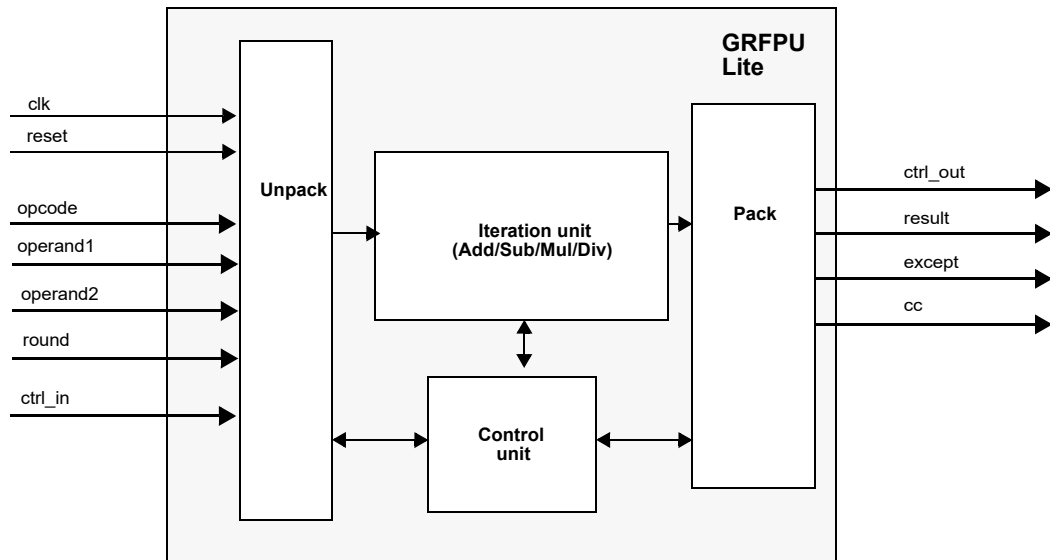 GRFPU
Lite
clk
reset
opcode
operand1
operand2
round
ctrl_in
Unpack
Iteration unit
(Add/Sub/Mul/Div)
Control
unit
Pack
ctrl_out
result
except
cc